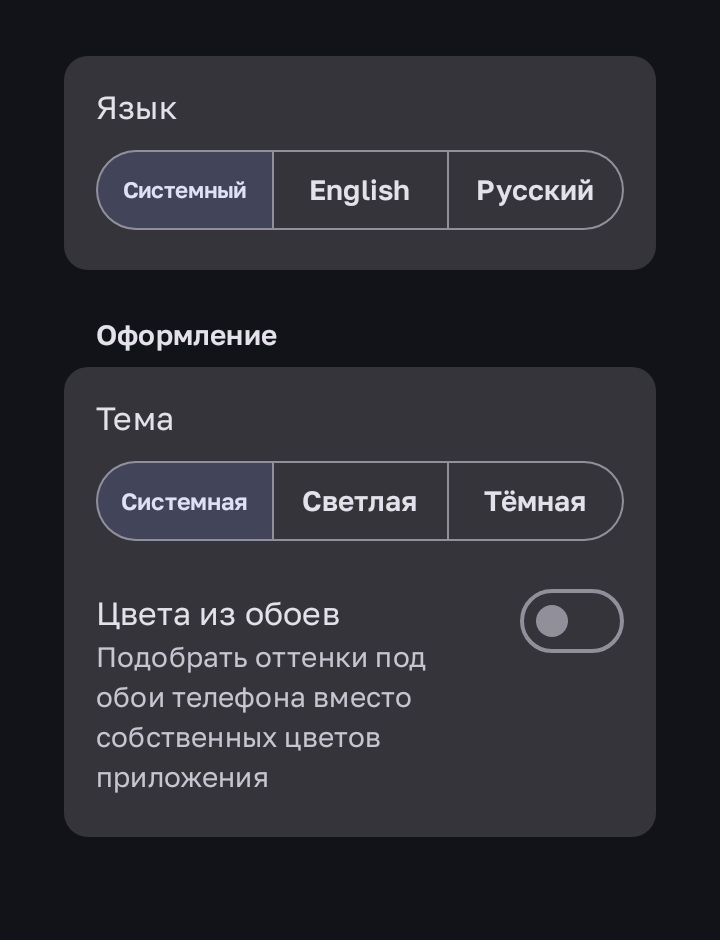 Язык
Системный English Русский
Оформление
Тема
Системная Светлая Тёмная
Цвета из обоев
Подобрать оттенки под
обои телефона вместо
собственных цветов
приложения